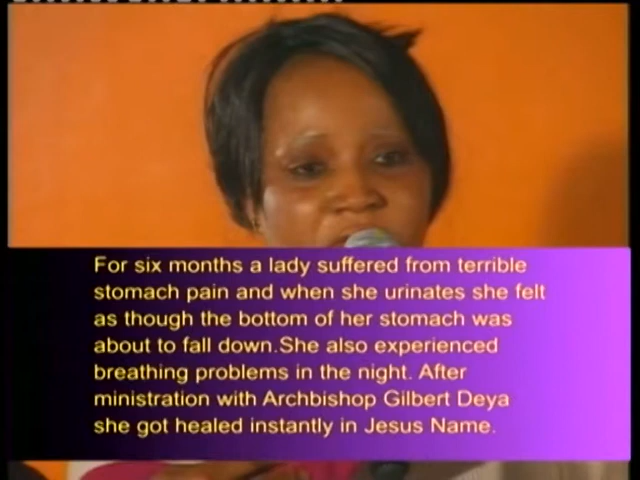 For six months a lady suffered from terrible
stomach pain and when she urinates she felt
as though the bottom of her stomach was
about to fall down.She also experienced
breathing problems in the night. After
ministration with Archbishop Gilbert Deya
she got healed instantly in Jesus Name.